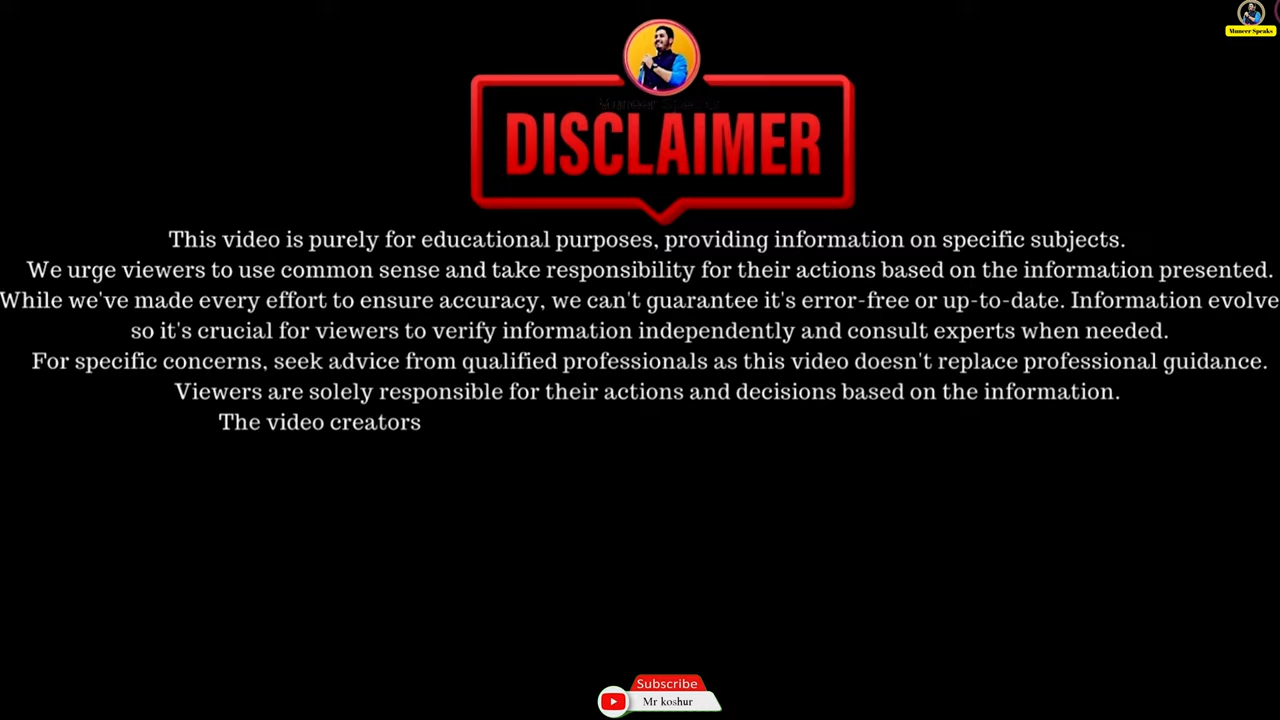 Muneer Speaks
Muneer Speaks
DISCLAIMER
This video is purely for educational purposes, providing information on specific subjects.
We urge viewers to use common sense and take responsibility for their actions based on the information presented.
While we've made every effort to ensure accuracy, we can't guarantee it's error-free or up-to-date. Information evolve
so it's crucial for viewers to verify information independently and consult experts when needed.
For specific concerns, seek advice from qualified professionals as this video doesn't replace professional guidance.
Viewers are solely responsible for their actions and decisions based on the information.
The video creators
Subscribe
Mr koshur